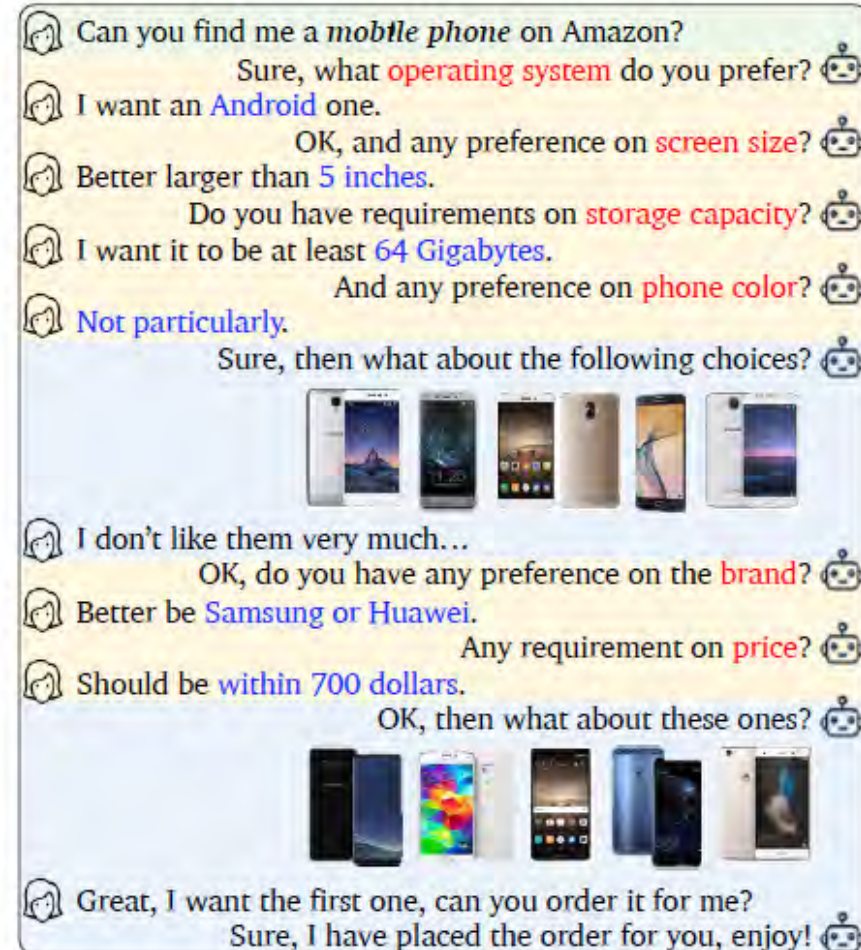 Can you find me a mobile phone on Amazon?
Sure, what operating system do you prefer?
I want an Android one.
OK, and any preference on screen size?
Better larger than 5 inches.
Do you have requirements on storage capacity?
I want it to be at least 64 Gigabytes.
And any preference on phone color?
Not particularly.
Sure, then what about the following choices?
I don't like them very much…
OK, do you have any preference on the brand?
Better be Samsung or Huawei.
Any requirement on price?
Should be within 700 dollars.
OK, then what about these ones?
Great, I want the first one, can you order it for me?
Sure, I have placed the order for you, enjoy!